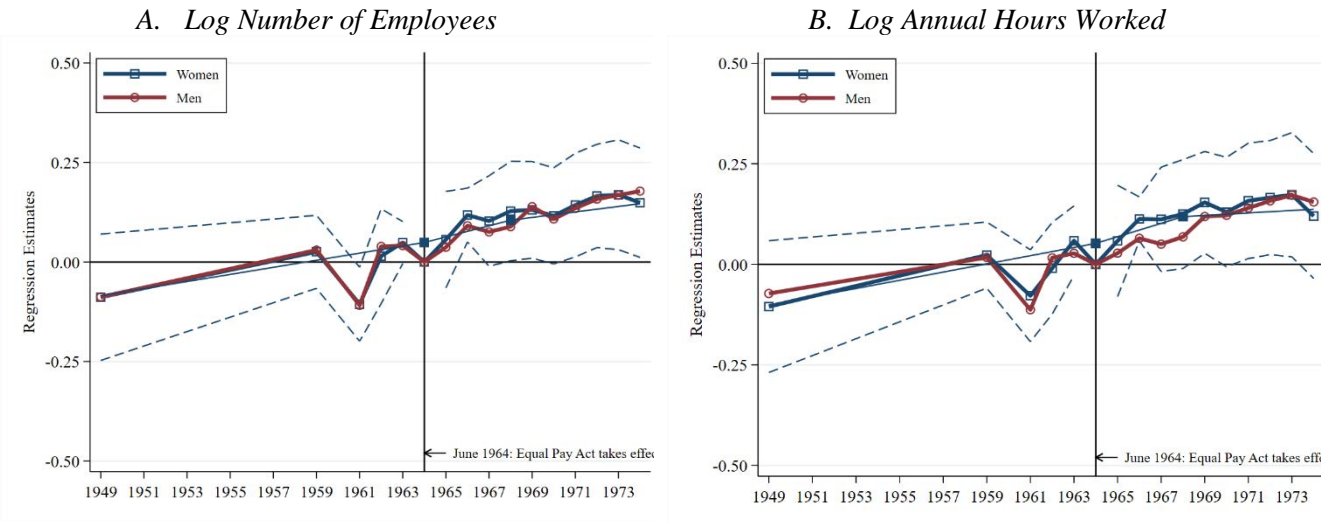 A. Log Number of Employees
0.50
Women
Men
0.25
0.00
-0.25
-0.50
Regression Estimates
June 1964: Equal Pay Act takes effe
1949 1951 1953 1955 1957 1959 1961 1963 1965 1967 1969 1971 1973
B. Log Annual Hours Worked
0.50
Women
Men
0.25
0.00
-0.25
-0.50
Regression Estimates
June 1964: Equal Pay Act takes effe
1949 1951 1953 1955 1957 1959 1961 1963 1965 1967 1969 1971 1973